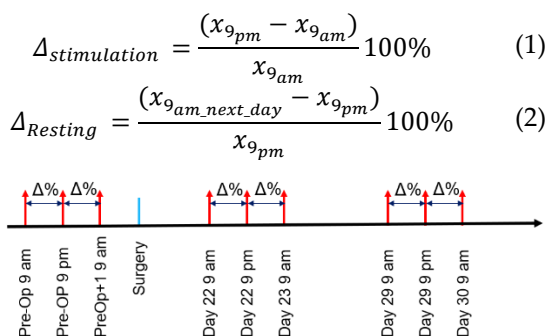 Δ_stimulation = (x_9pm − x_9am) / x_9am 100% (1)
Δ_Resting = (x_9am_next_day − x_9pm) / x_9pm 100% (2)
Δ% Δ% Δ% Δ% Δ% Δ%
Pre-Op 9 am
Pre-OP 9 pm
PreOp+1 9 am
Surgery
Day 22 9 am
Day 22 9 pm
Day 23 9 am
Day 29 9 am
Day 29 9 pm
Day 30 9 am